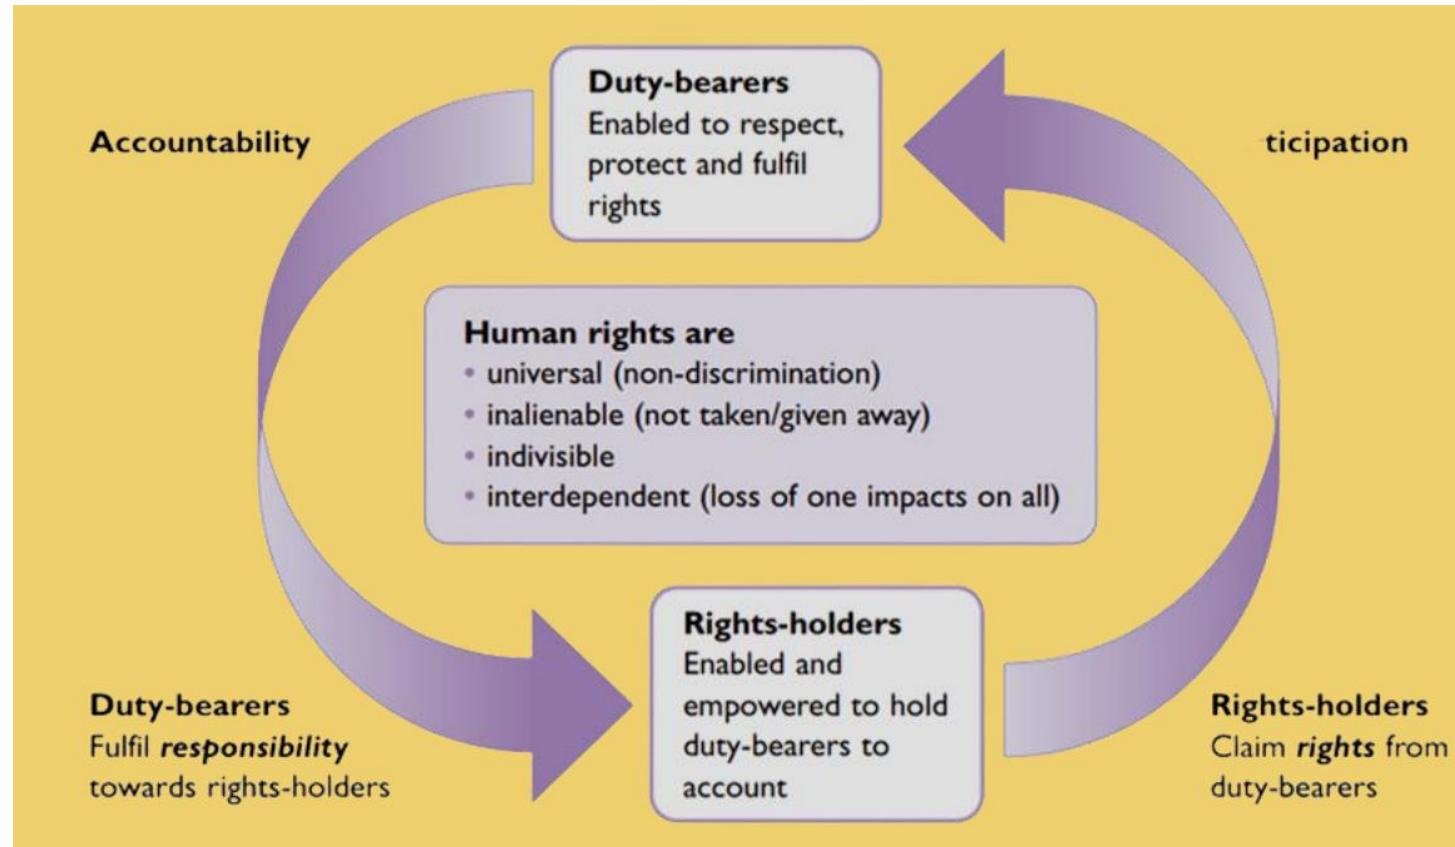 Duty-bearers
Enabled to respect,
protect and fulfil
rights
Accountability
ticipation
Human rights are
• universal (non-discrimination)
• inalienable (not taken/given away)
• indivisible
• interdependent (loss of one impacts on all)
Rights-holders
Enabled and
empowered to hold
duty-bearers to
account
Duty-bearers
Fulfil responsibility
towards rights-holders
Rights-holders
Claim rights from
duty-bearers